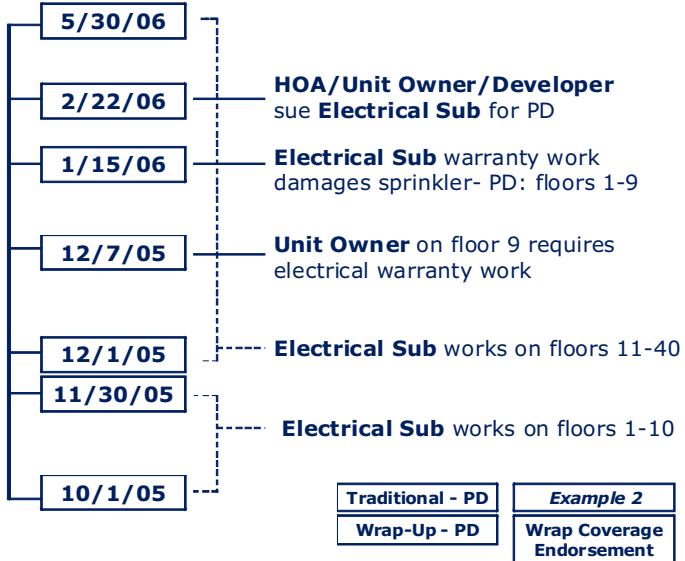 5/30/06
2/22/06
HOA/Unit Owner/Developer
sue Electrical Sub for PD
1/15/06
Electrical Sub warranty work
damages sprinkler- PD: floors 1-9
12/7/05
Unit Owner on floor 9 requires
electrical warranty work
12/1/05
Electrical Sub works on floors 11-40
11/30/05
Electrical Sub works on floors 1-10
10/1/05
Traditional - PD
Example 2
Wrap-Up - PD
Wrap Coverage
Endorsement